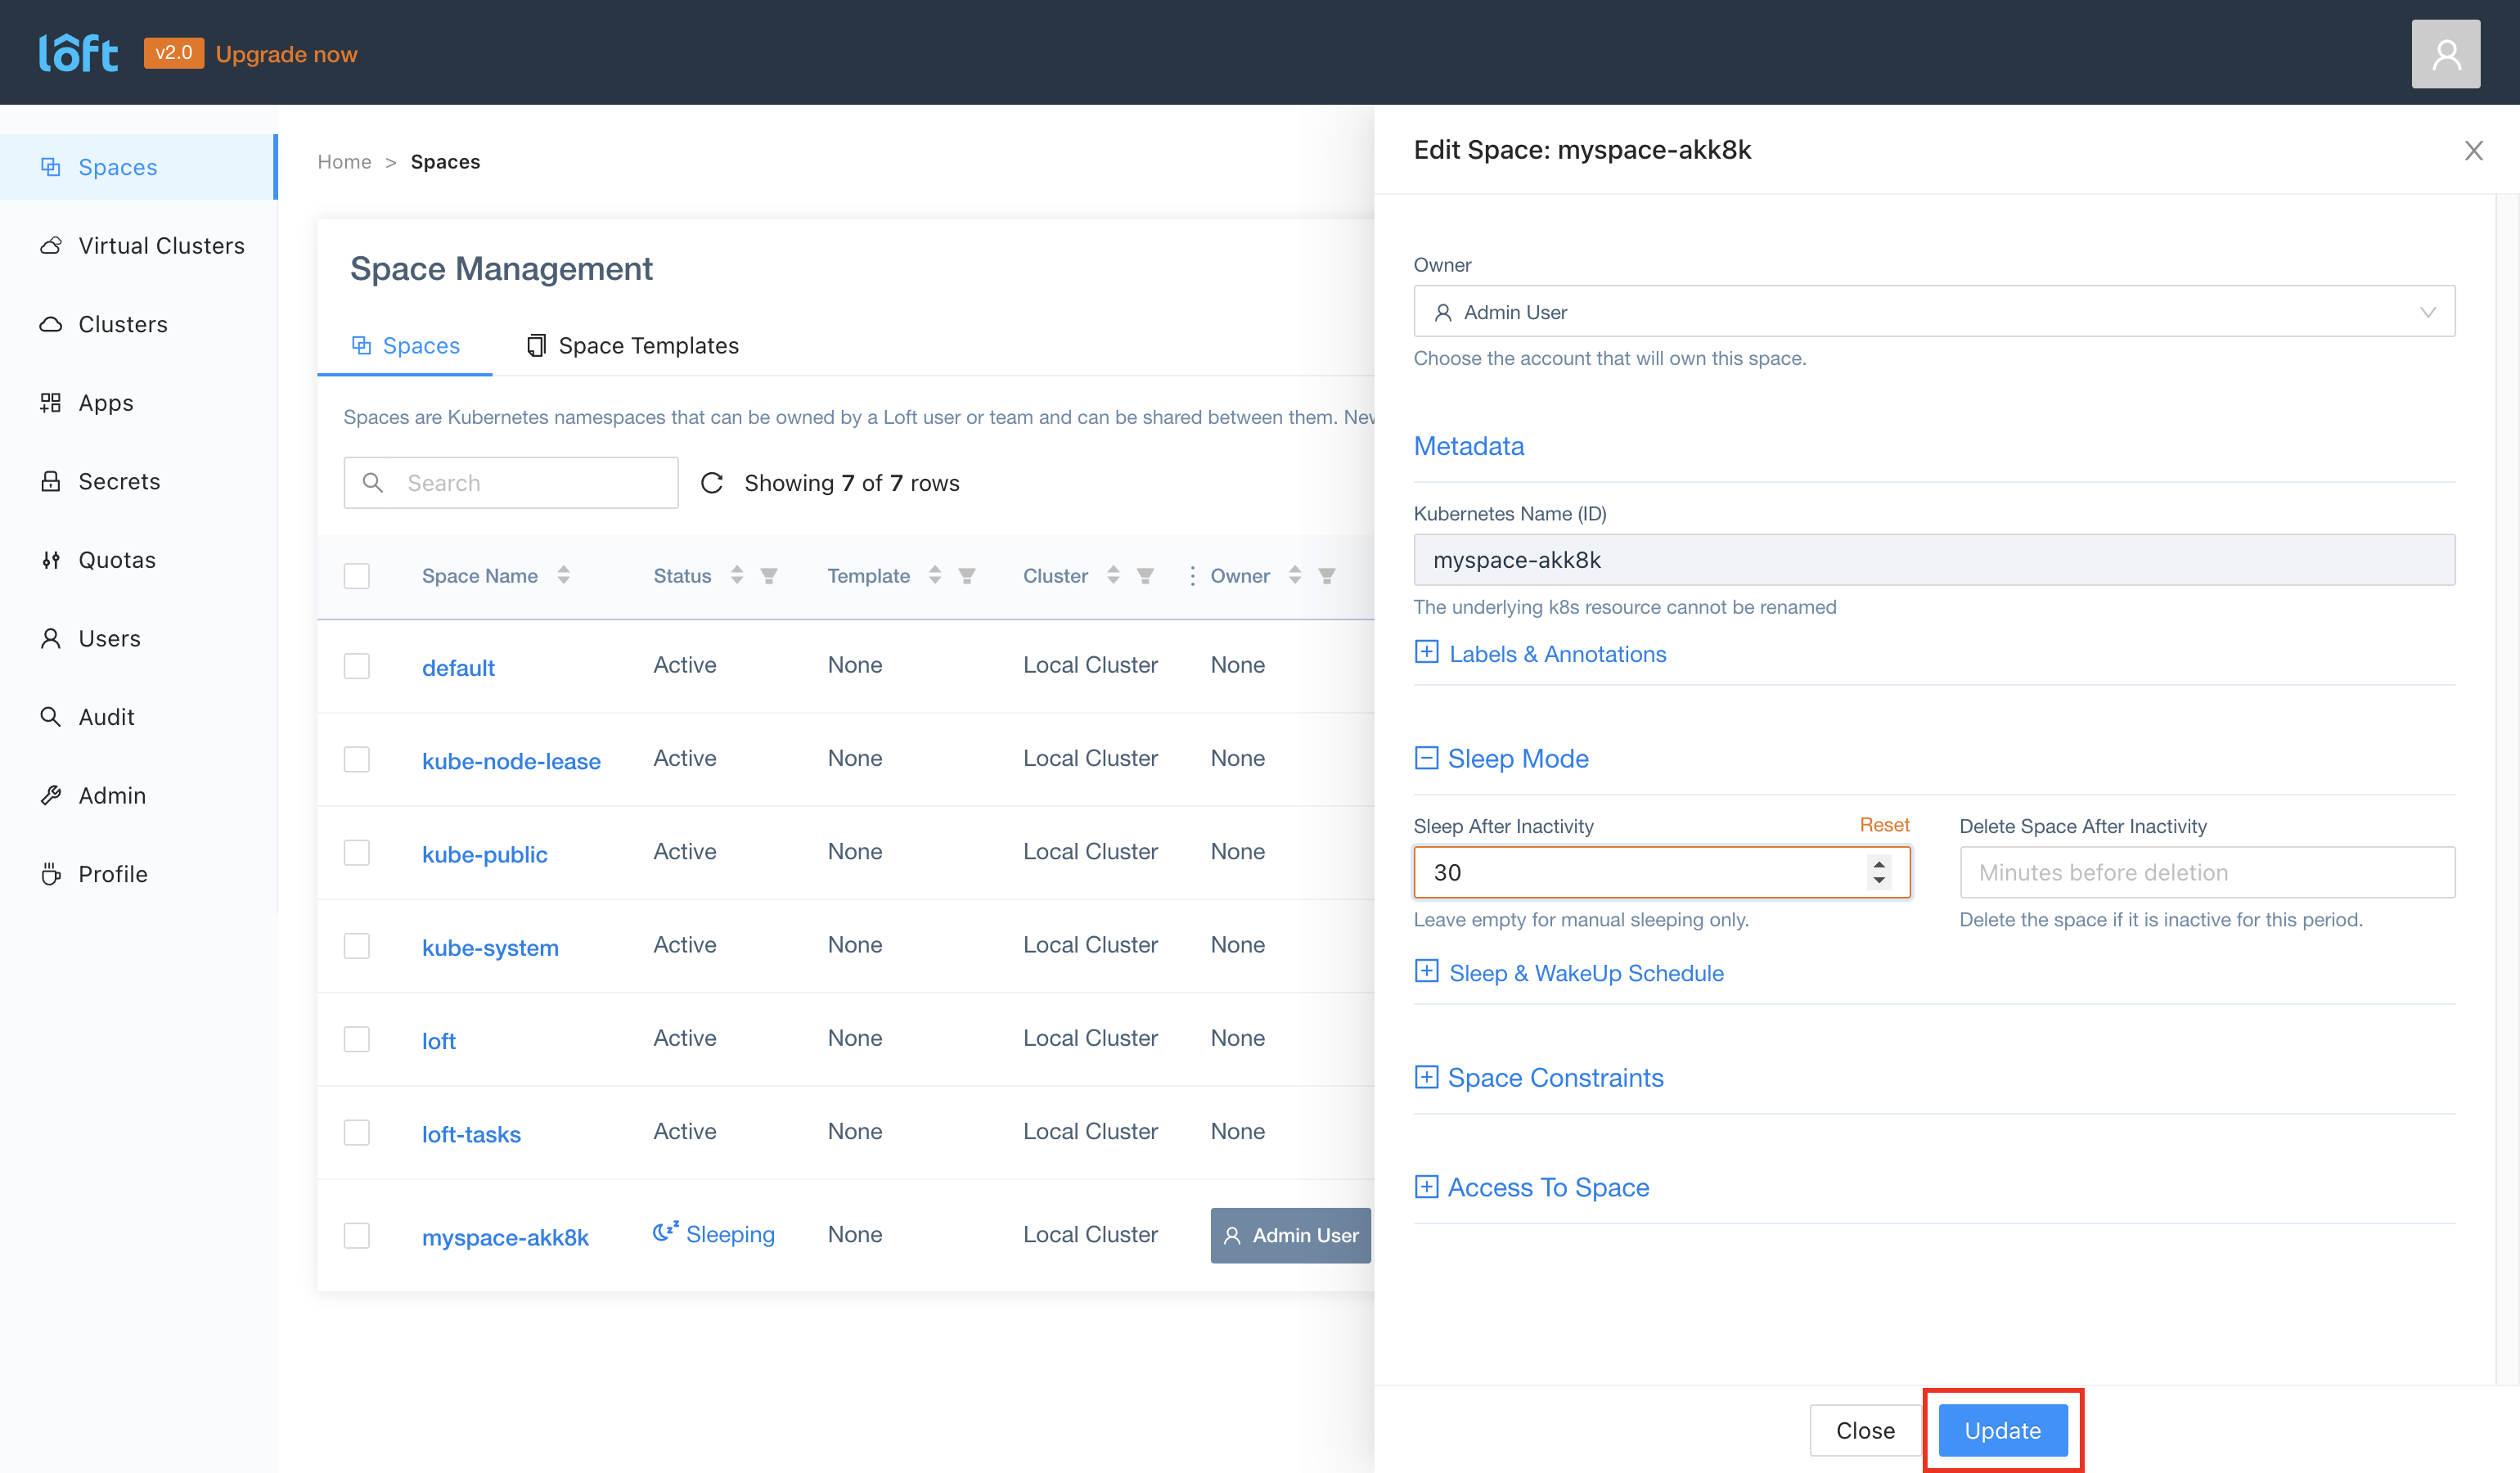 loft v2.0 Upgrade now
Spaces
Virtual Clusters
Clusters
Apps
Secrets
Quotas
Users
Audit
Admin
Profile
Home > Spaces
Space Management
Spaces Space Templates
Spaces are Kubernetes namespaces that can be owned by a Loft user or team and can be shared between them.
Search Showing 7 of 7 rows
Space Name Status Template Cluster Owner
default Active None Local Cluster None
kube-node-lease Active None Local Cluster None
kube-public Active None Local Cluster None
kube-system Active None Local Cluster None
loft Active None Local Cluster None
loft-tasks Active None Local Cluster None
myspace-akk8k Sleeping None Local Cluster Admin User
Edit Space: myspace-akk8k
Owner
Admin User
Choose the account that will own this space.
Metadata
Kubernetes Name (ID)
myspace-akk8k
The underlying k8s resource cannot be renamed
Labels & Annotations
Sleep Mode
Sleep After Inactivity Reset Delete Space After Inactivity
30 Minutes before deletion
Leave empty for manual sleeping only. Delete the space if it is inactive for this period.
Sleep & WakeUp Schedule
Space Constraints
Access To Space
Close Update